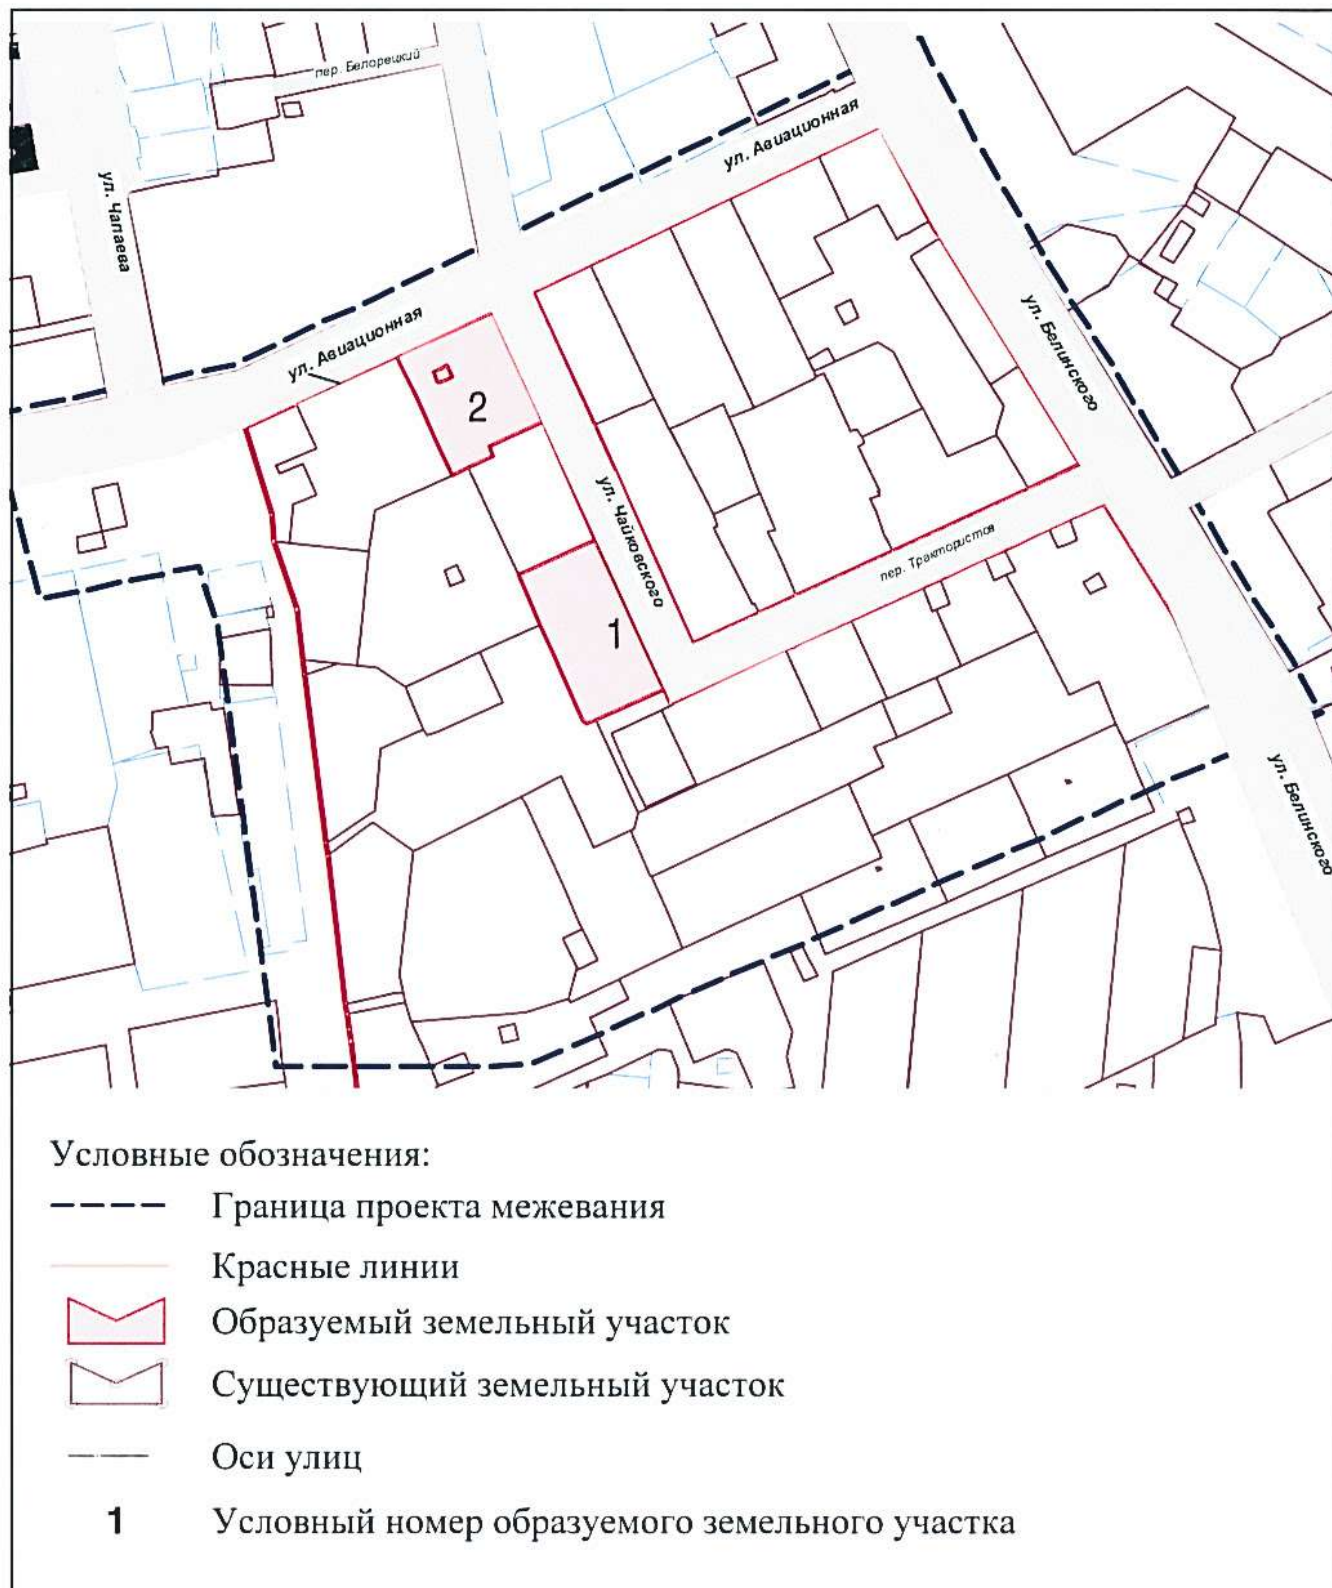 пер. Белорецкий
ул. Авиационная
ул. Чапаева
ул. Авиационная
ул. Белинского
2
ул. Чайковского
пер. Трактористов
1
ул. Белинского
Условные обозначения:
Граница проекта межевания
Красные линии
Образуемый земельный участок
Существующий земельный участок
Оси улиц
1 Условный номер образуемого земельного участка